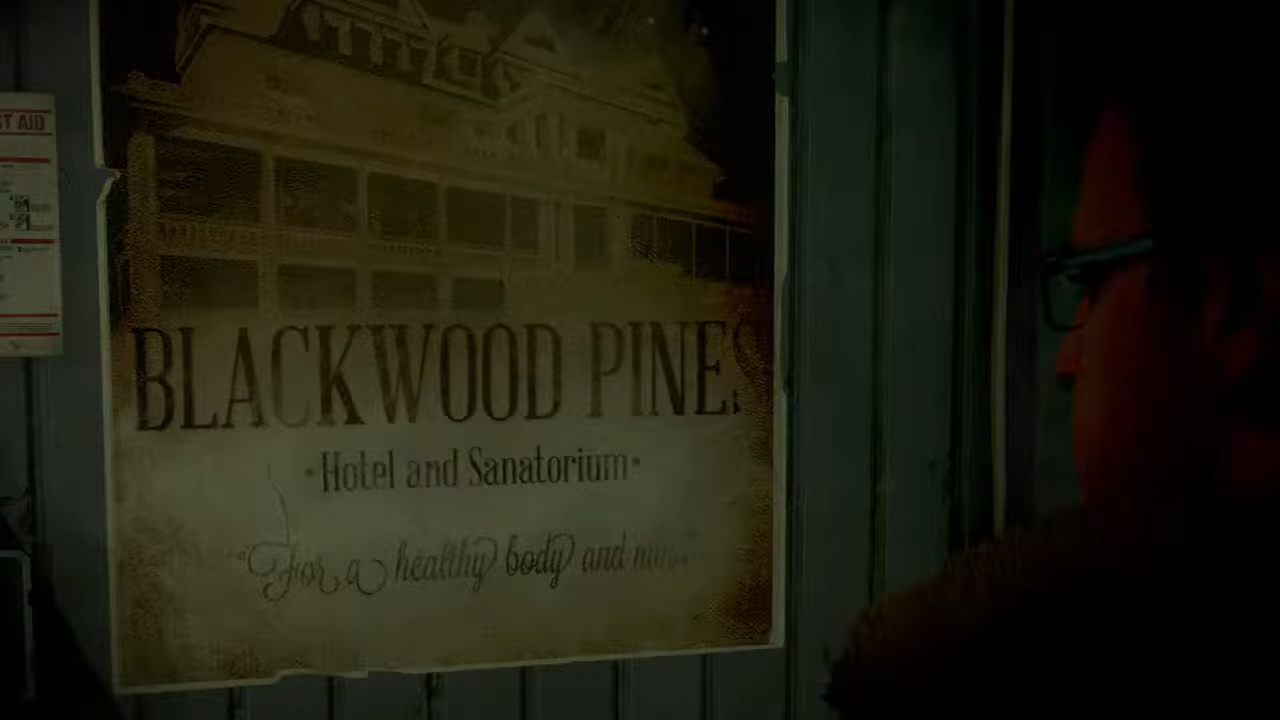 ST AID
BLACKWOOD PINES
·Hotel and Sanatorium·
"For a healthy body and